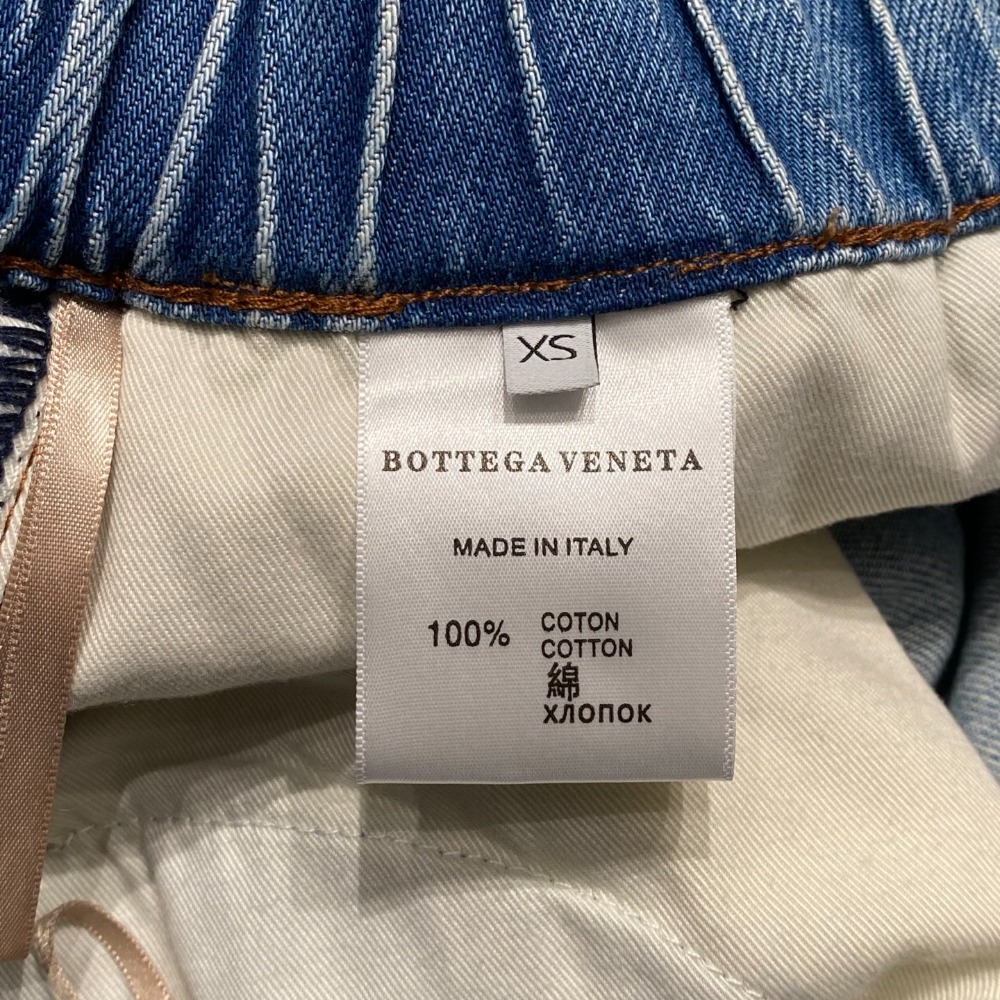 XS
BOTTEGA VENETA
MADE IN ITALY
100% COTON
COTTON
綿
ХЛОПОК